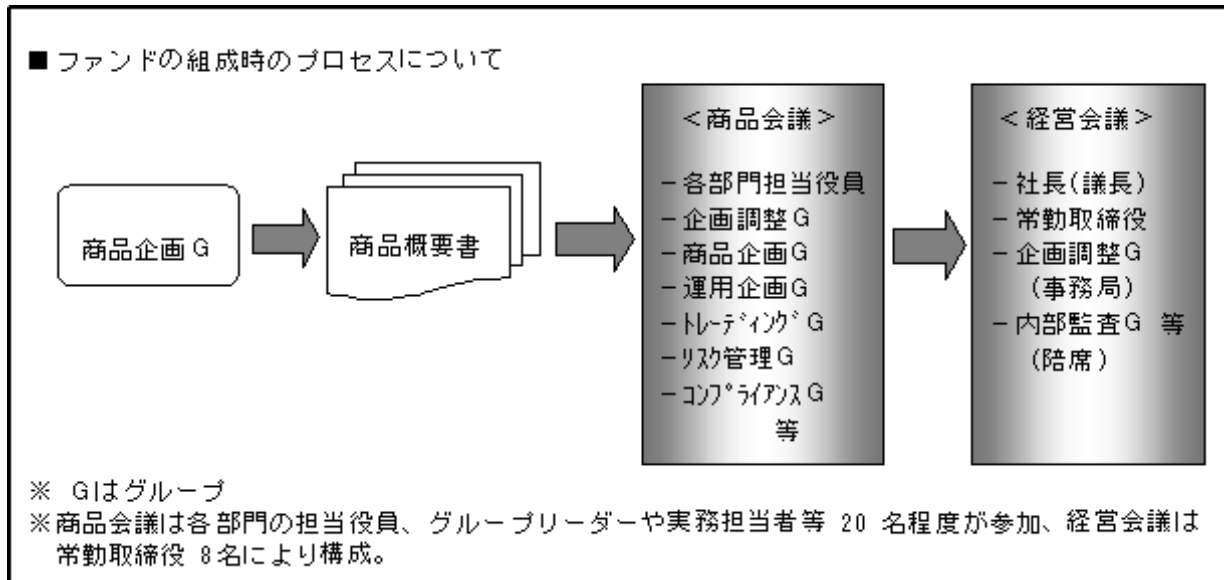 ■ファンドの組成時のプロセスについて
商品企画G
商品概要書
<商品会議>
-各部門担当役員
-企画調整G
-商品企画G
-運用企画G
-ﾄﾚｰﾃﾞｨﾝｸﾞG
-ﾘｽｸ管理G
-ｺﾝﾌﾟﾗｲｱﾝｽG
等
<経営会議>
-社長(議長)
-常勤取締役
-企画調整G
(事務局)
-内部監査G 等
(陪席)
※ Gはグループ
※商品会議は各部門の担当役員、グループリーダーや実務担当者等 20 名程度が参加、経営会議は
常勤取締役 8名により構成。